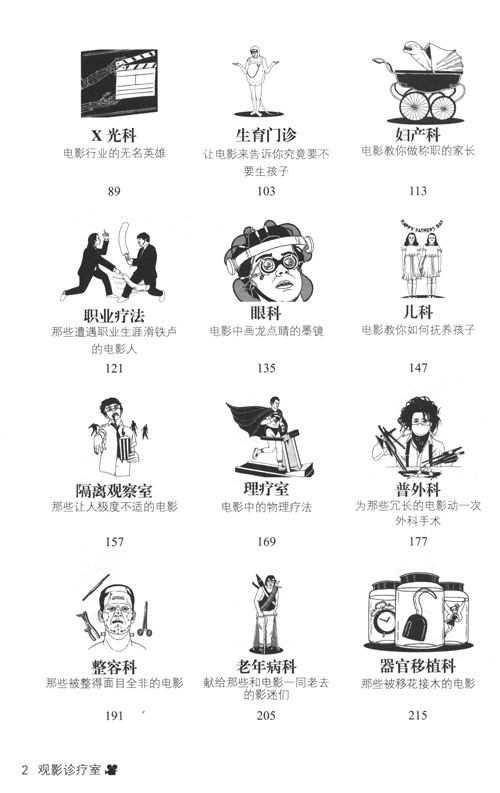 X 光科
电影行业的无名英雄
89
生育门诊
让电影来告诉你究竟要不
要生孩子
103
妇产科
电影教你做称职的家长
113
职业疗法
那些遭遇职业生涯滑铁卢
的电影人
121
眼科
电影中画龙点睛的墨镜
135
HAPPY FATHERS DAY
儿科
电影教你如何抚养孩子
147
隔离观察室
那些让人极度不适的电影
157
理疗室
电影中的物理疗法
169
普外科
为那些冗长的电影动一次
外科手术
177
整容科
那些被整得面目全非的电影
191
老年病科
献给那些和电影一同老去
的影迷们
205
器官移植科
那些被移花接木的电影
215
2 观影诊疗室